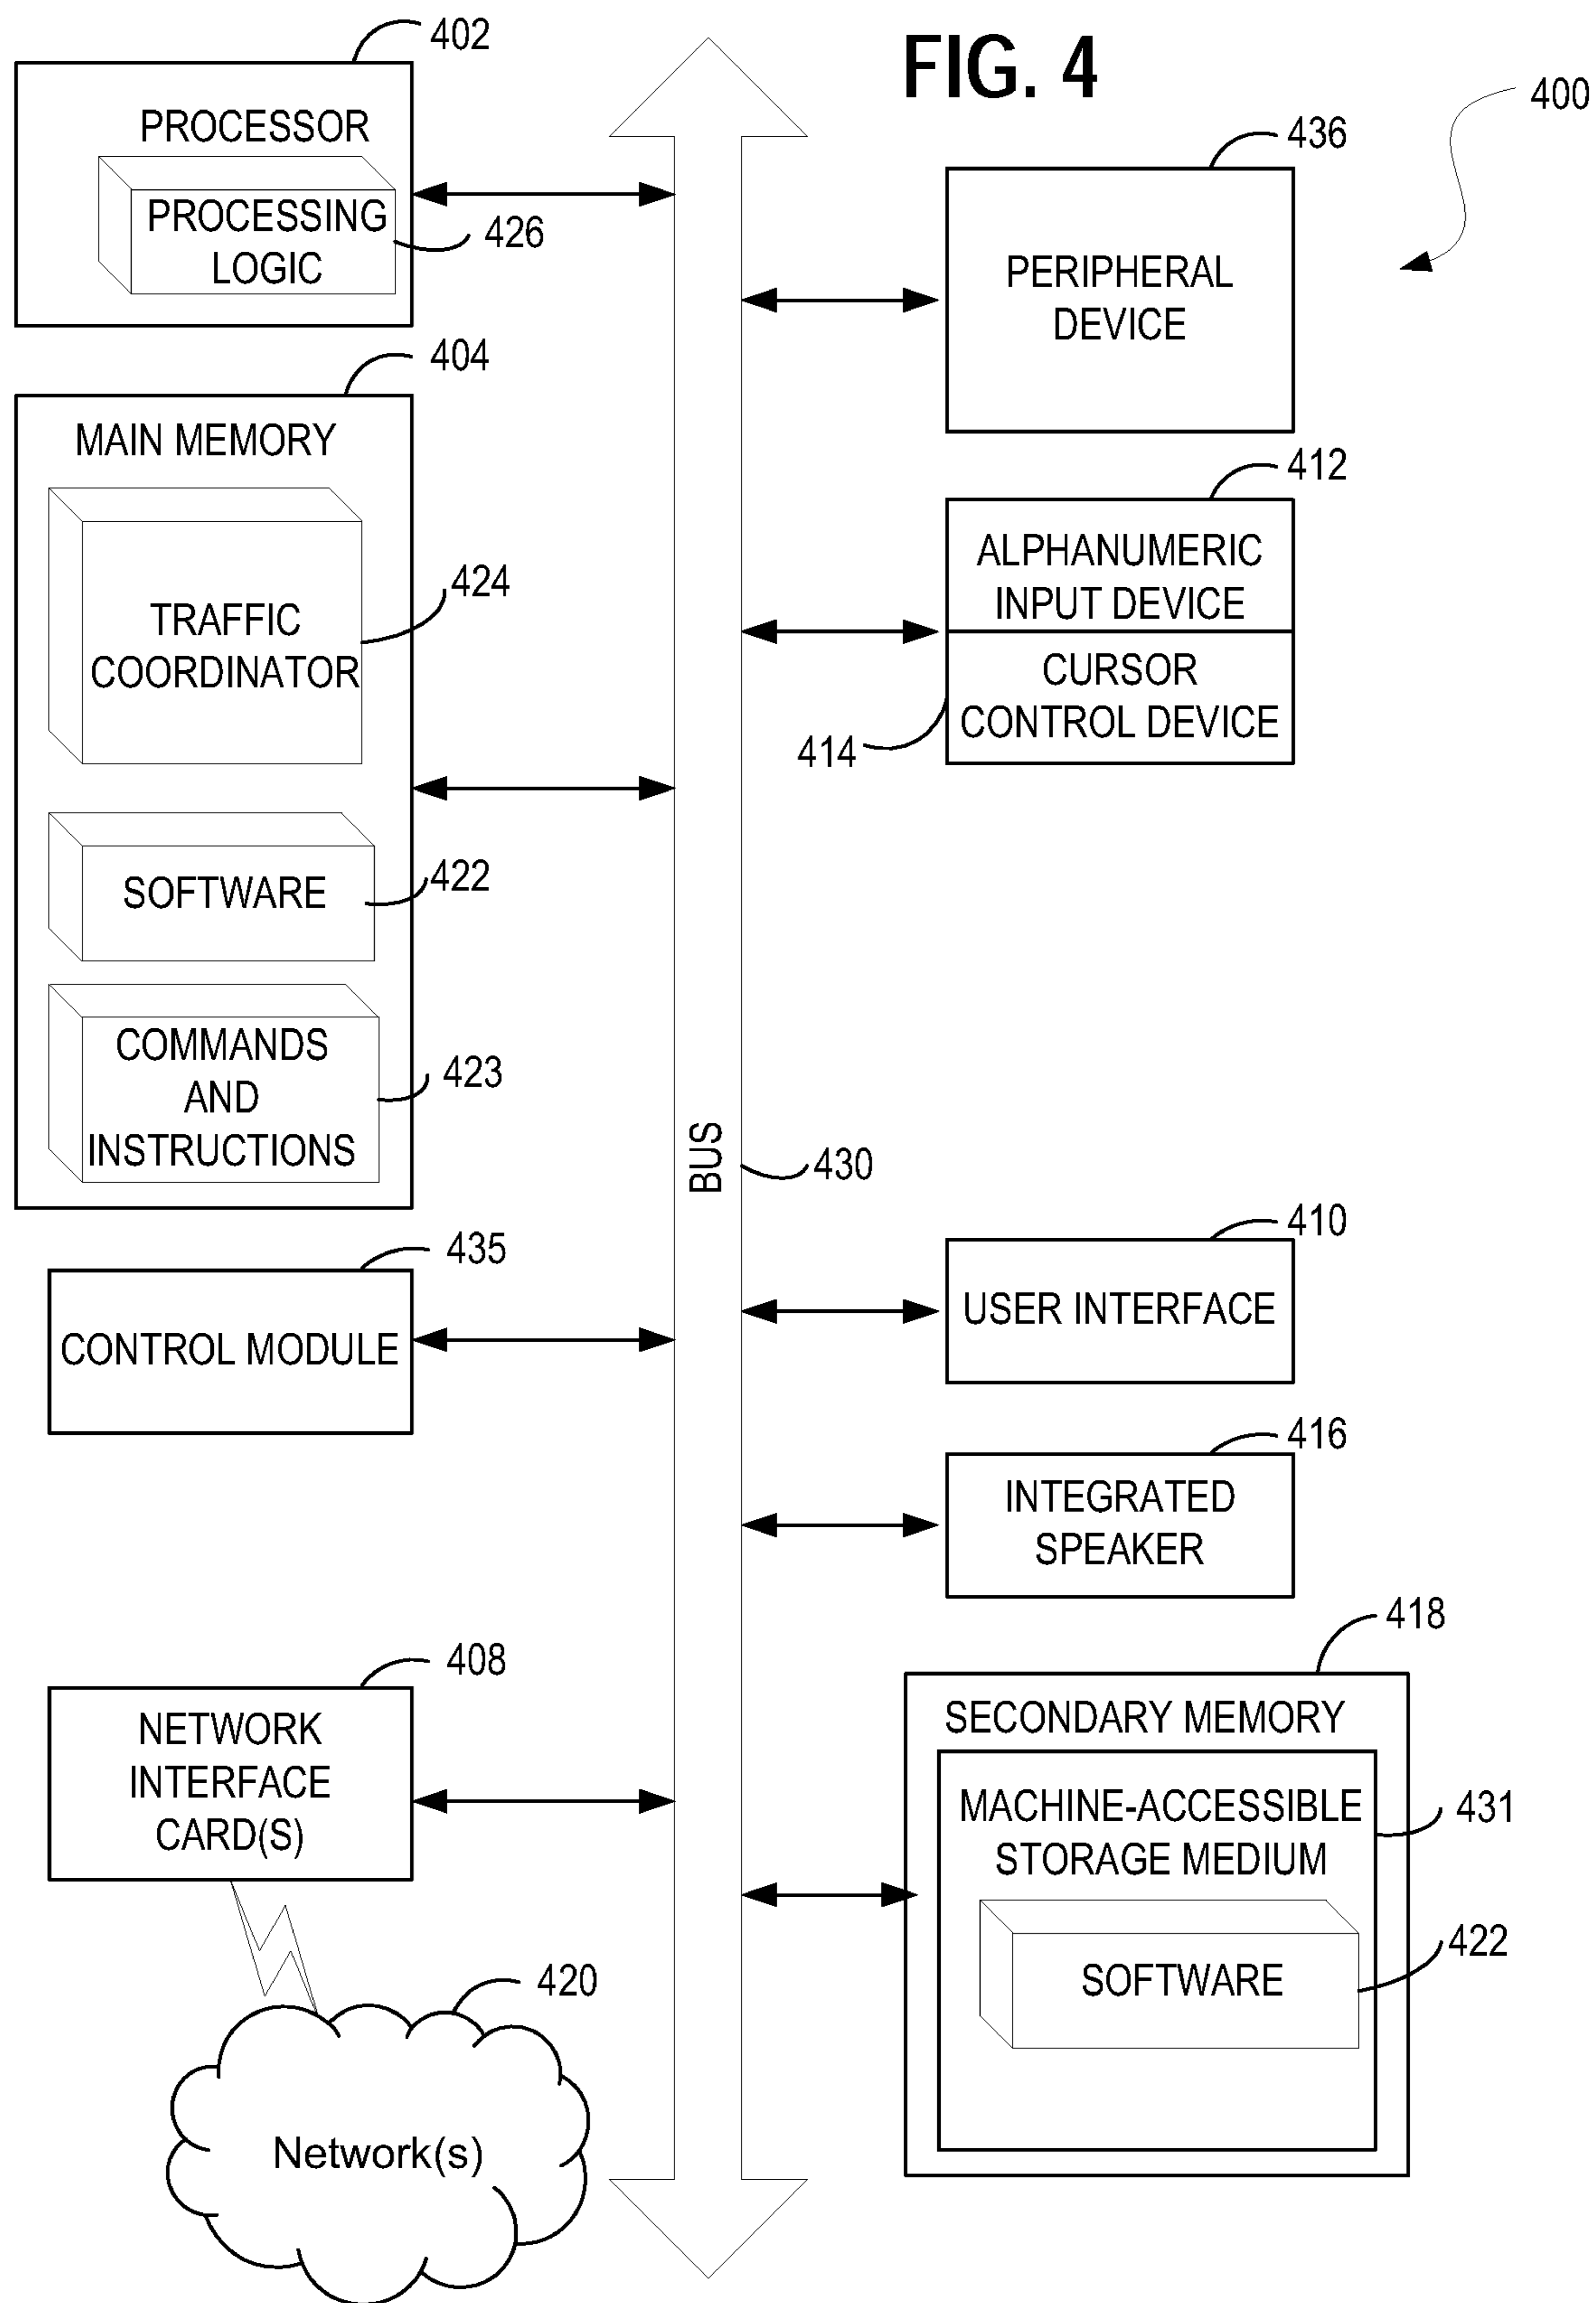 FIG. 4
400
402
PROCESSOR
PROCESSING
LOGIC
426
404
MAIN MEMORY
TRAFFIC
COORDINATOR
424
SOFTWARE
422
COMMANDS
AND
INSTRUCTIONS
423
435
CONTROL MODULE
408
NETWORK
INTERFACE
CARD(S)
420
Network(s)
BUS
430
436
PERIPHERAL
DEVICE
412
ALPHANUMERIC
INPUT DEVICE
CURSOR
CONTROL DEVICE
414
410
USER INTERFACE
416
INTEGRATED
SPEAKER
418
SECONDARY MEMORY
MACHINE-ACCESSIBLE
STORAGE MEDIUM
431
SOFTWARE
422